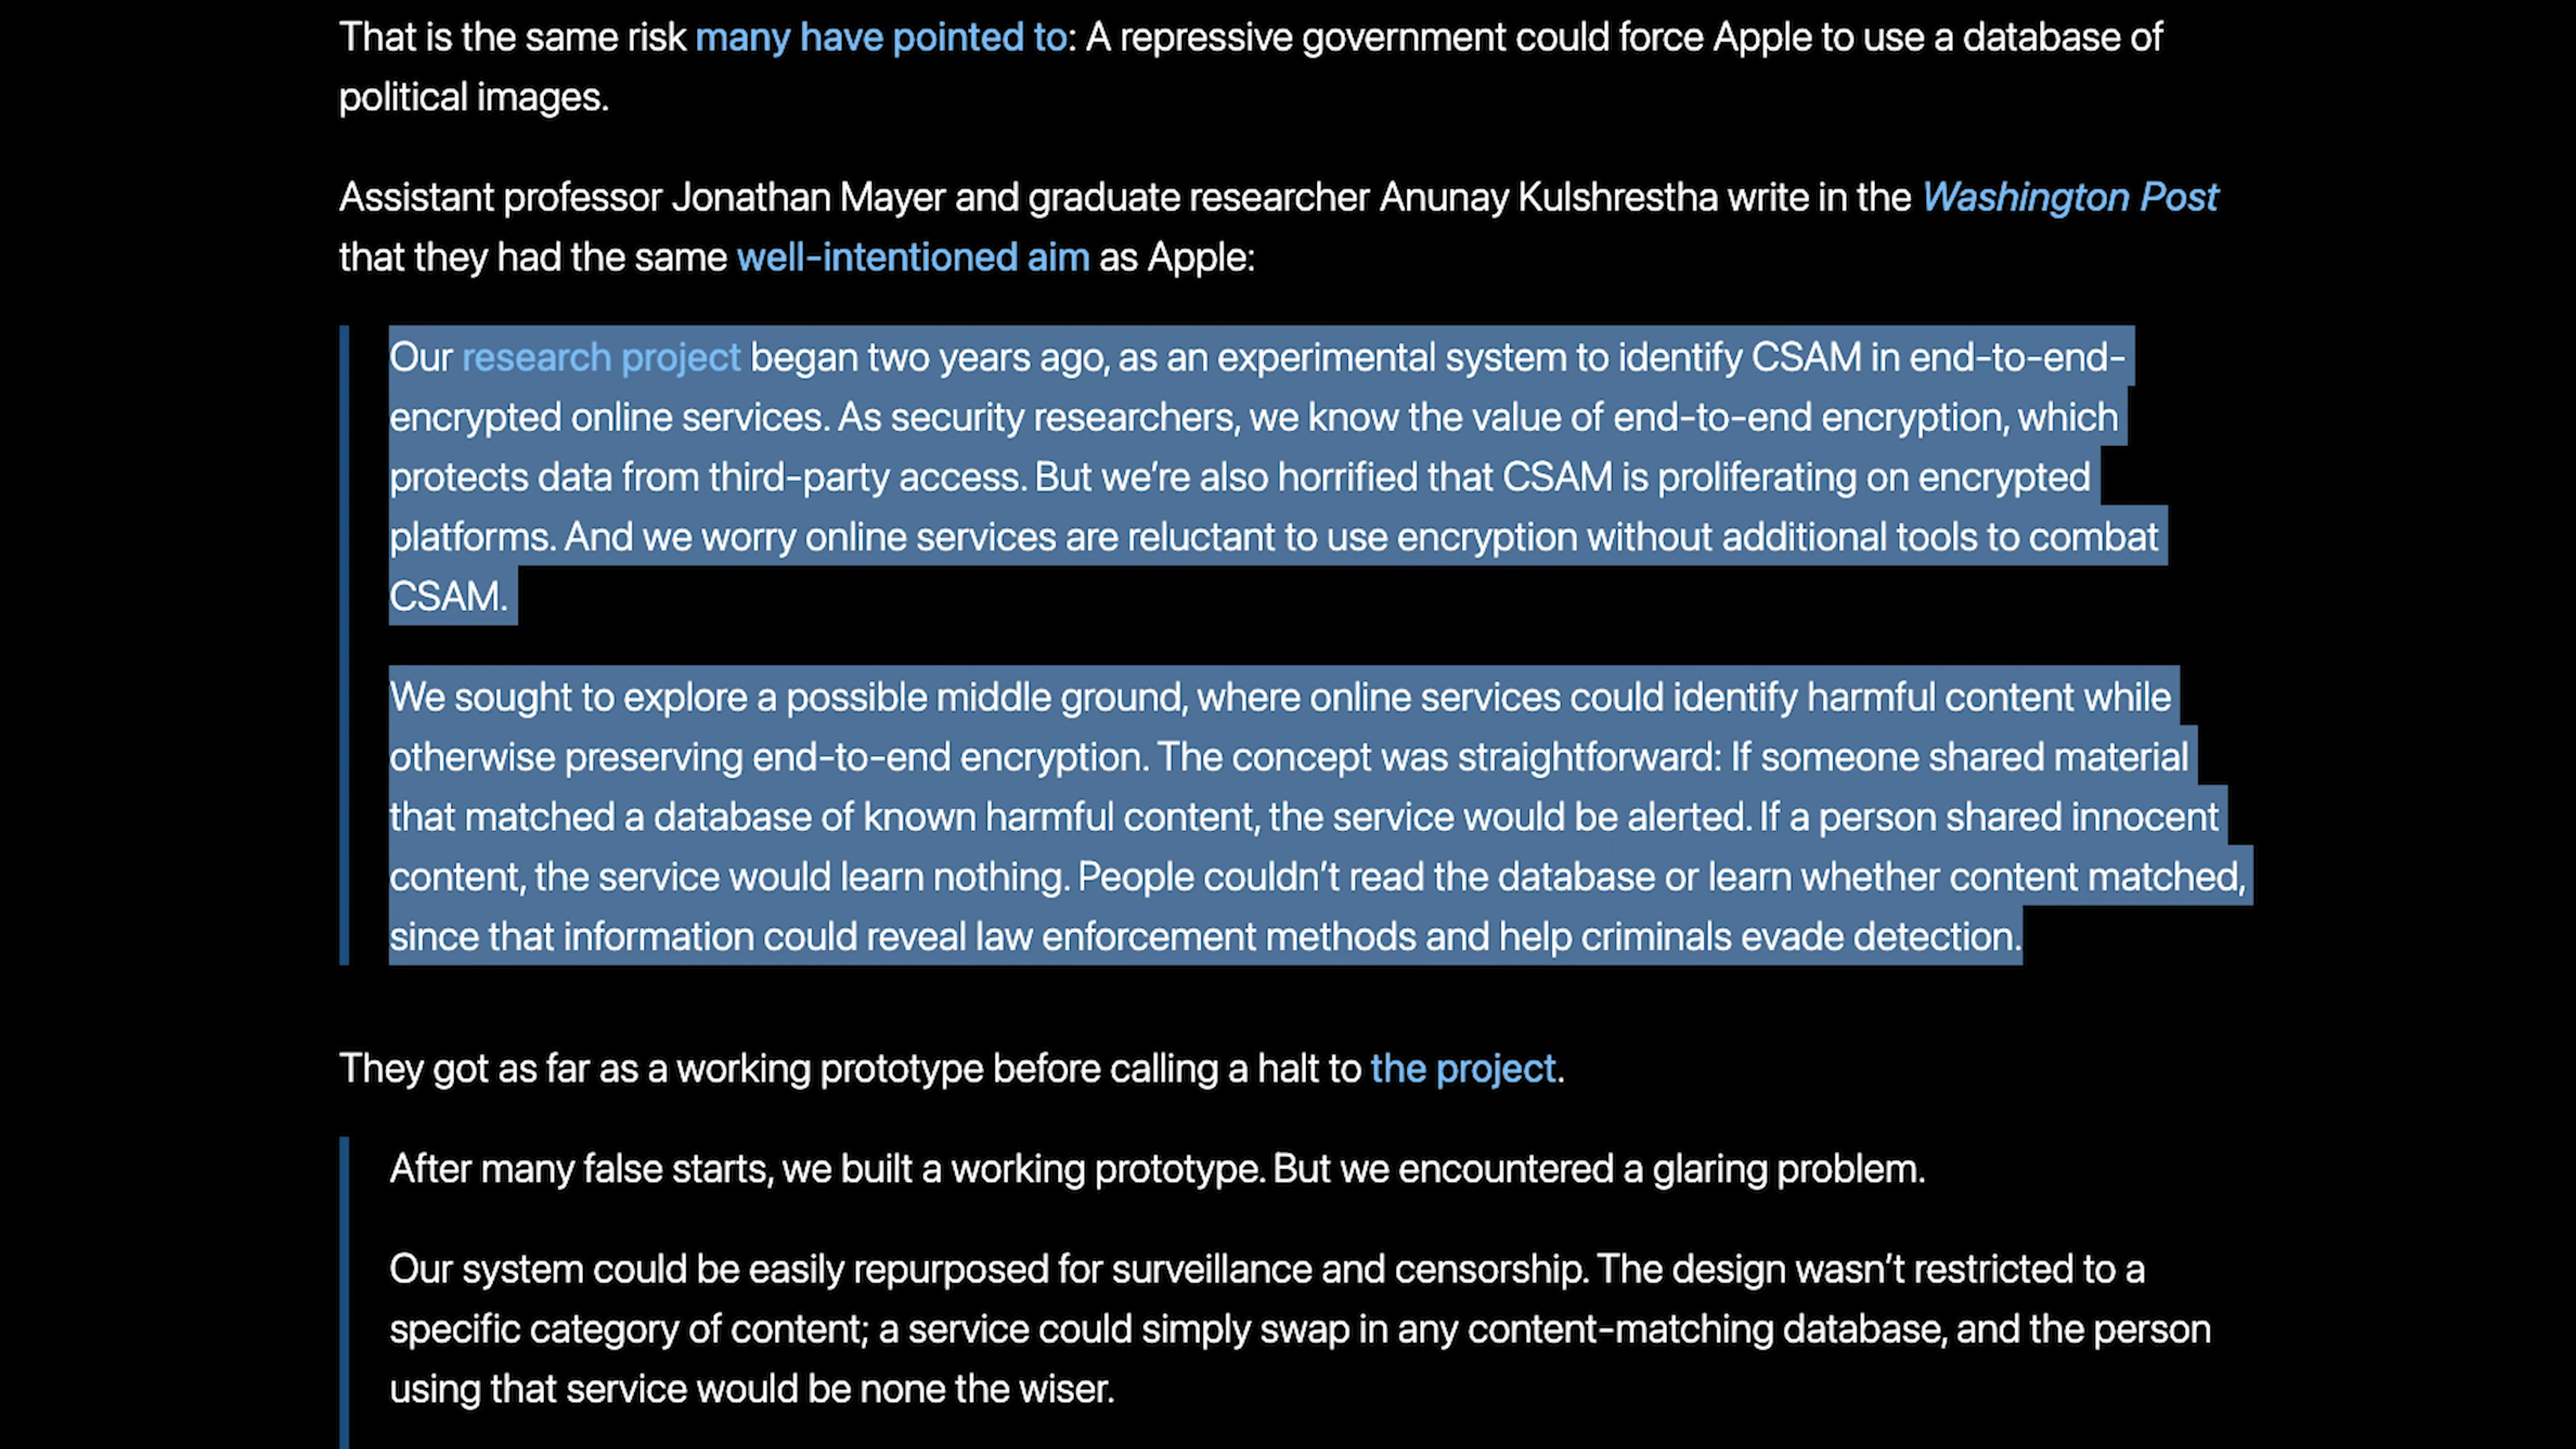 That is the same risk many have pointed to: A repressive government could force Apple to use a database of
political images.
Assistant professor Jonathan Mayer and graduate researcher Anunay Kulshrestha write in the Washington Post
that they had the same well-intentioned aim as Apple:
Our research project began two years ago, as an experimental system to identify CSAM in end-to-end-
encrypted online services. As security researchers, we know the value of end-to-end encryption, which
protects data from third-party access. But we’re also horrified that CSAM is proliferating on encrypted
platforms. And we worry online services are reluctant to use encryption without additional tools to combat
CSAM.
We sought to explore a possible middle ground, where online services could identify harmful content while
otherwise preserving end-to-end encryption. The concept was straightforward: If someone shared material
that matched a database of known harmful content, the service would be alerted. If a person shared innocent
content, the service would learn nothing. People couldn’t read the database or learn whether content matched,
since that information could reveal law enforcement methods and help criminals evade detection.
They got as far as a working prototype before calling a halt to the project.
After many false starts, we built a working prototype. But we encountered a glaring problem.
Our system could be easily repurposed for surveillance and censorship. The design wasn’t restricted to a
specific category of content; a service could simply swap in any content-matching database, and the person
using that service would be none the wiser.